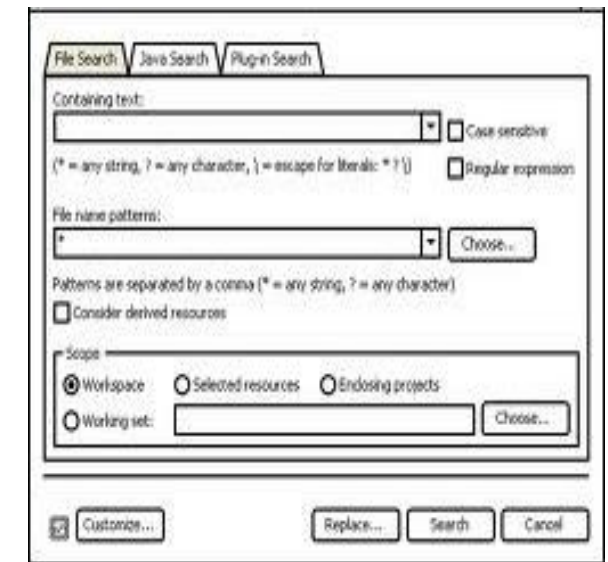 File Search Java Search Plug-in Search
Containing text:
Case sensitive
(* = any string, ? = any character, \ = escape for literals: * ? \)
Regular expression
File name patterns:
* Choose...
Patterns are separated by a comma (* = any string, ? = any character)
Consider derived resources
Scope
Workspace Selected resources Enclosing projects
Working set: Choose...
Customize... Replace... Search Cancel